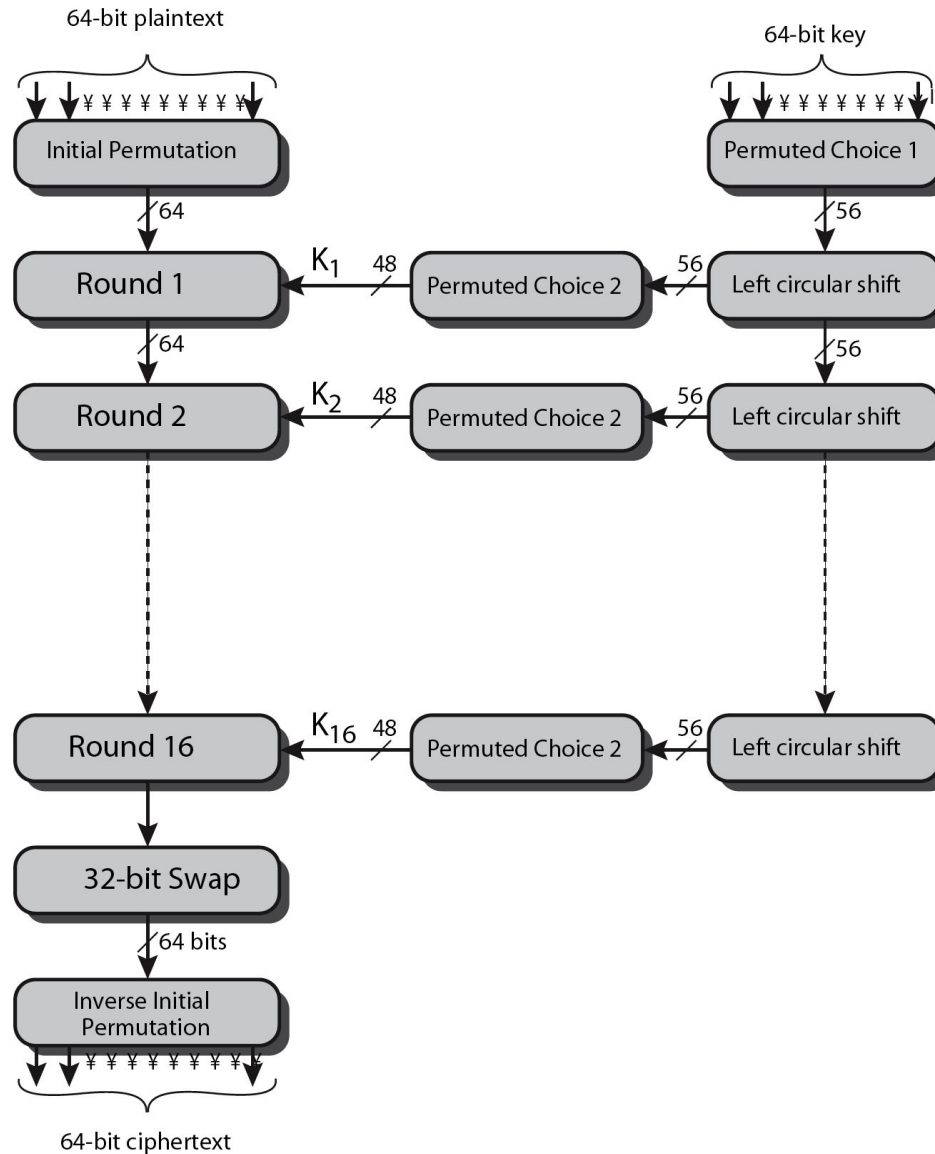 64-bit plaintext
64-bit key
¥ ¥ ¥ ¥ ¥ ¥ ¥ ¥ ¥
¥ ¥ ¥ ¥ ¥ ¥ ¥ ¥ ¥
Initial Permutation
Permuted Choice 1
64
56
Round 1
K1
48
Permuted Choice 2
56
Left circular shift
64
56
Round 2
K2
48
Permuted Choice 2
56
Left circular shift
Round 16
K16
48
Permuted Choice 2
56
Left circular shift
32-bit Swap
64 bits
Inverse Initial
Permutation
¥ ¥ ¥ ¥ ¥ ¥ ¥ ¥ ¥
64-bit ciphertext